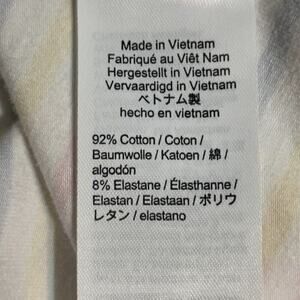 Made in Vietnam
Fabriqué au Viêt Nam
Hergestellt in Vietnam
Vervaardigd in Vietnam
ベトナム製
hecho en vietnam
92% Cotton / Coton /
Baumwolle / Katoen / 綿 /
algodón
8% Elastane / Élasthanne /
Elastan / Elastaan / ポリウ
レタン / elastano